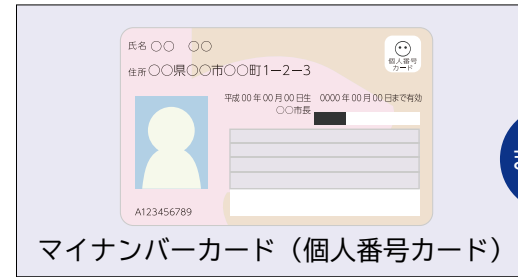 氏名 ○○ ○○
個人番号
カード
住所 ○○県○○市○○町1ー2ー3
平成00年00月00日生 0000年00月00日まで有効
○○市長
A123456789
マイナンバーカード（個人番号カード）